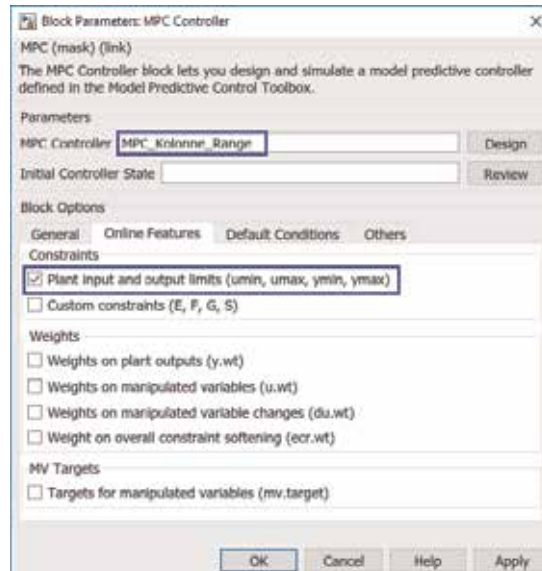 Block Parameters: MPC Controller
MPC (mask) (link)
The MPC Controller block lets you design and simulate a model predictive controller
defined in the Model Predictive Control Toolbox.
Parameters
MPC Controller MPC_Kolonne_Range Design
Initial Controller State Review
Block Options
General Online Features Default Conditions Others
Constraints
Plant input and output limits (umin, umax, ymin, ymax)
Custom constraints (E, F, G, S)
Weights
Weights on plant outputs (y.wt)
Weights on manipulated variables (u.wt)
Weights on manipulated variable changes (du.wt)
Weight on overall constraint softening (ecr.wt)
MV Targets
Targets for manipulated variables (mv.target)
OK Cancel Help Apply